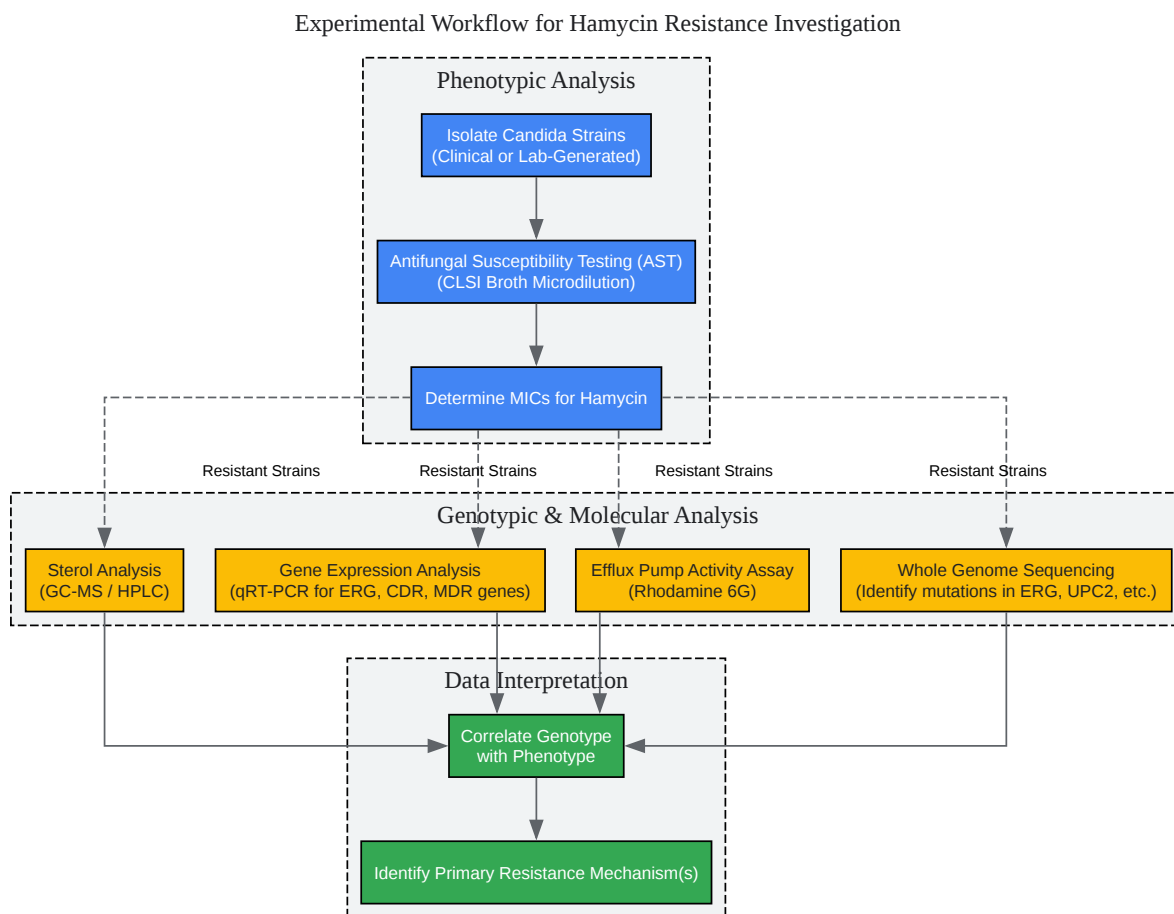 Experimental Workflow for Hamycin Resistance Investigation
Phenotypic Analysis
Isolate Candida Strains
(Clinical or Lab-Generated)
Antifungal Susceptibility Testing (AST)
(CLSI Broth Microdilution)
Determine MICs for Hamycin
Resistant Strains
Resistant Strains
Resistant Strains
Resistant Strains
Genotypic & Molecular Analysis
Sterol Analysis
(GC-MS / HPLC)
Gene Expression Analysis
(qRT-PCR for ERG, CDR, MDR genes)
Efflux Pump Activity Assay
(Rhodamine 6G)
Whole Genome Sequencing
(Identify mutations in ERG, UPC2, etc.)
Data Interpretation
Correlate Genotype
with Phenotype
Identify Primary Resistance Mechanism(s)